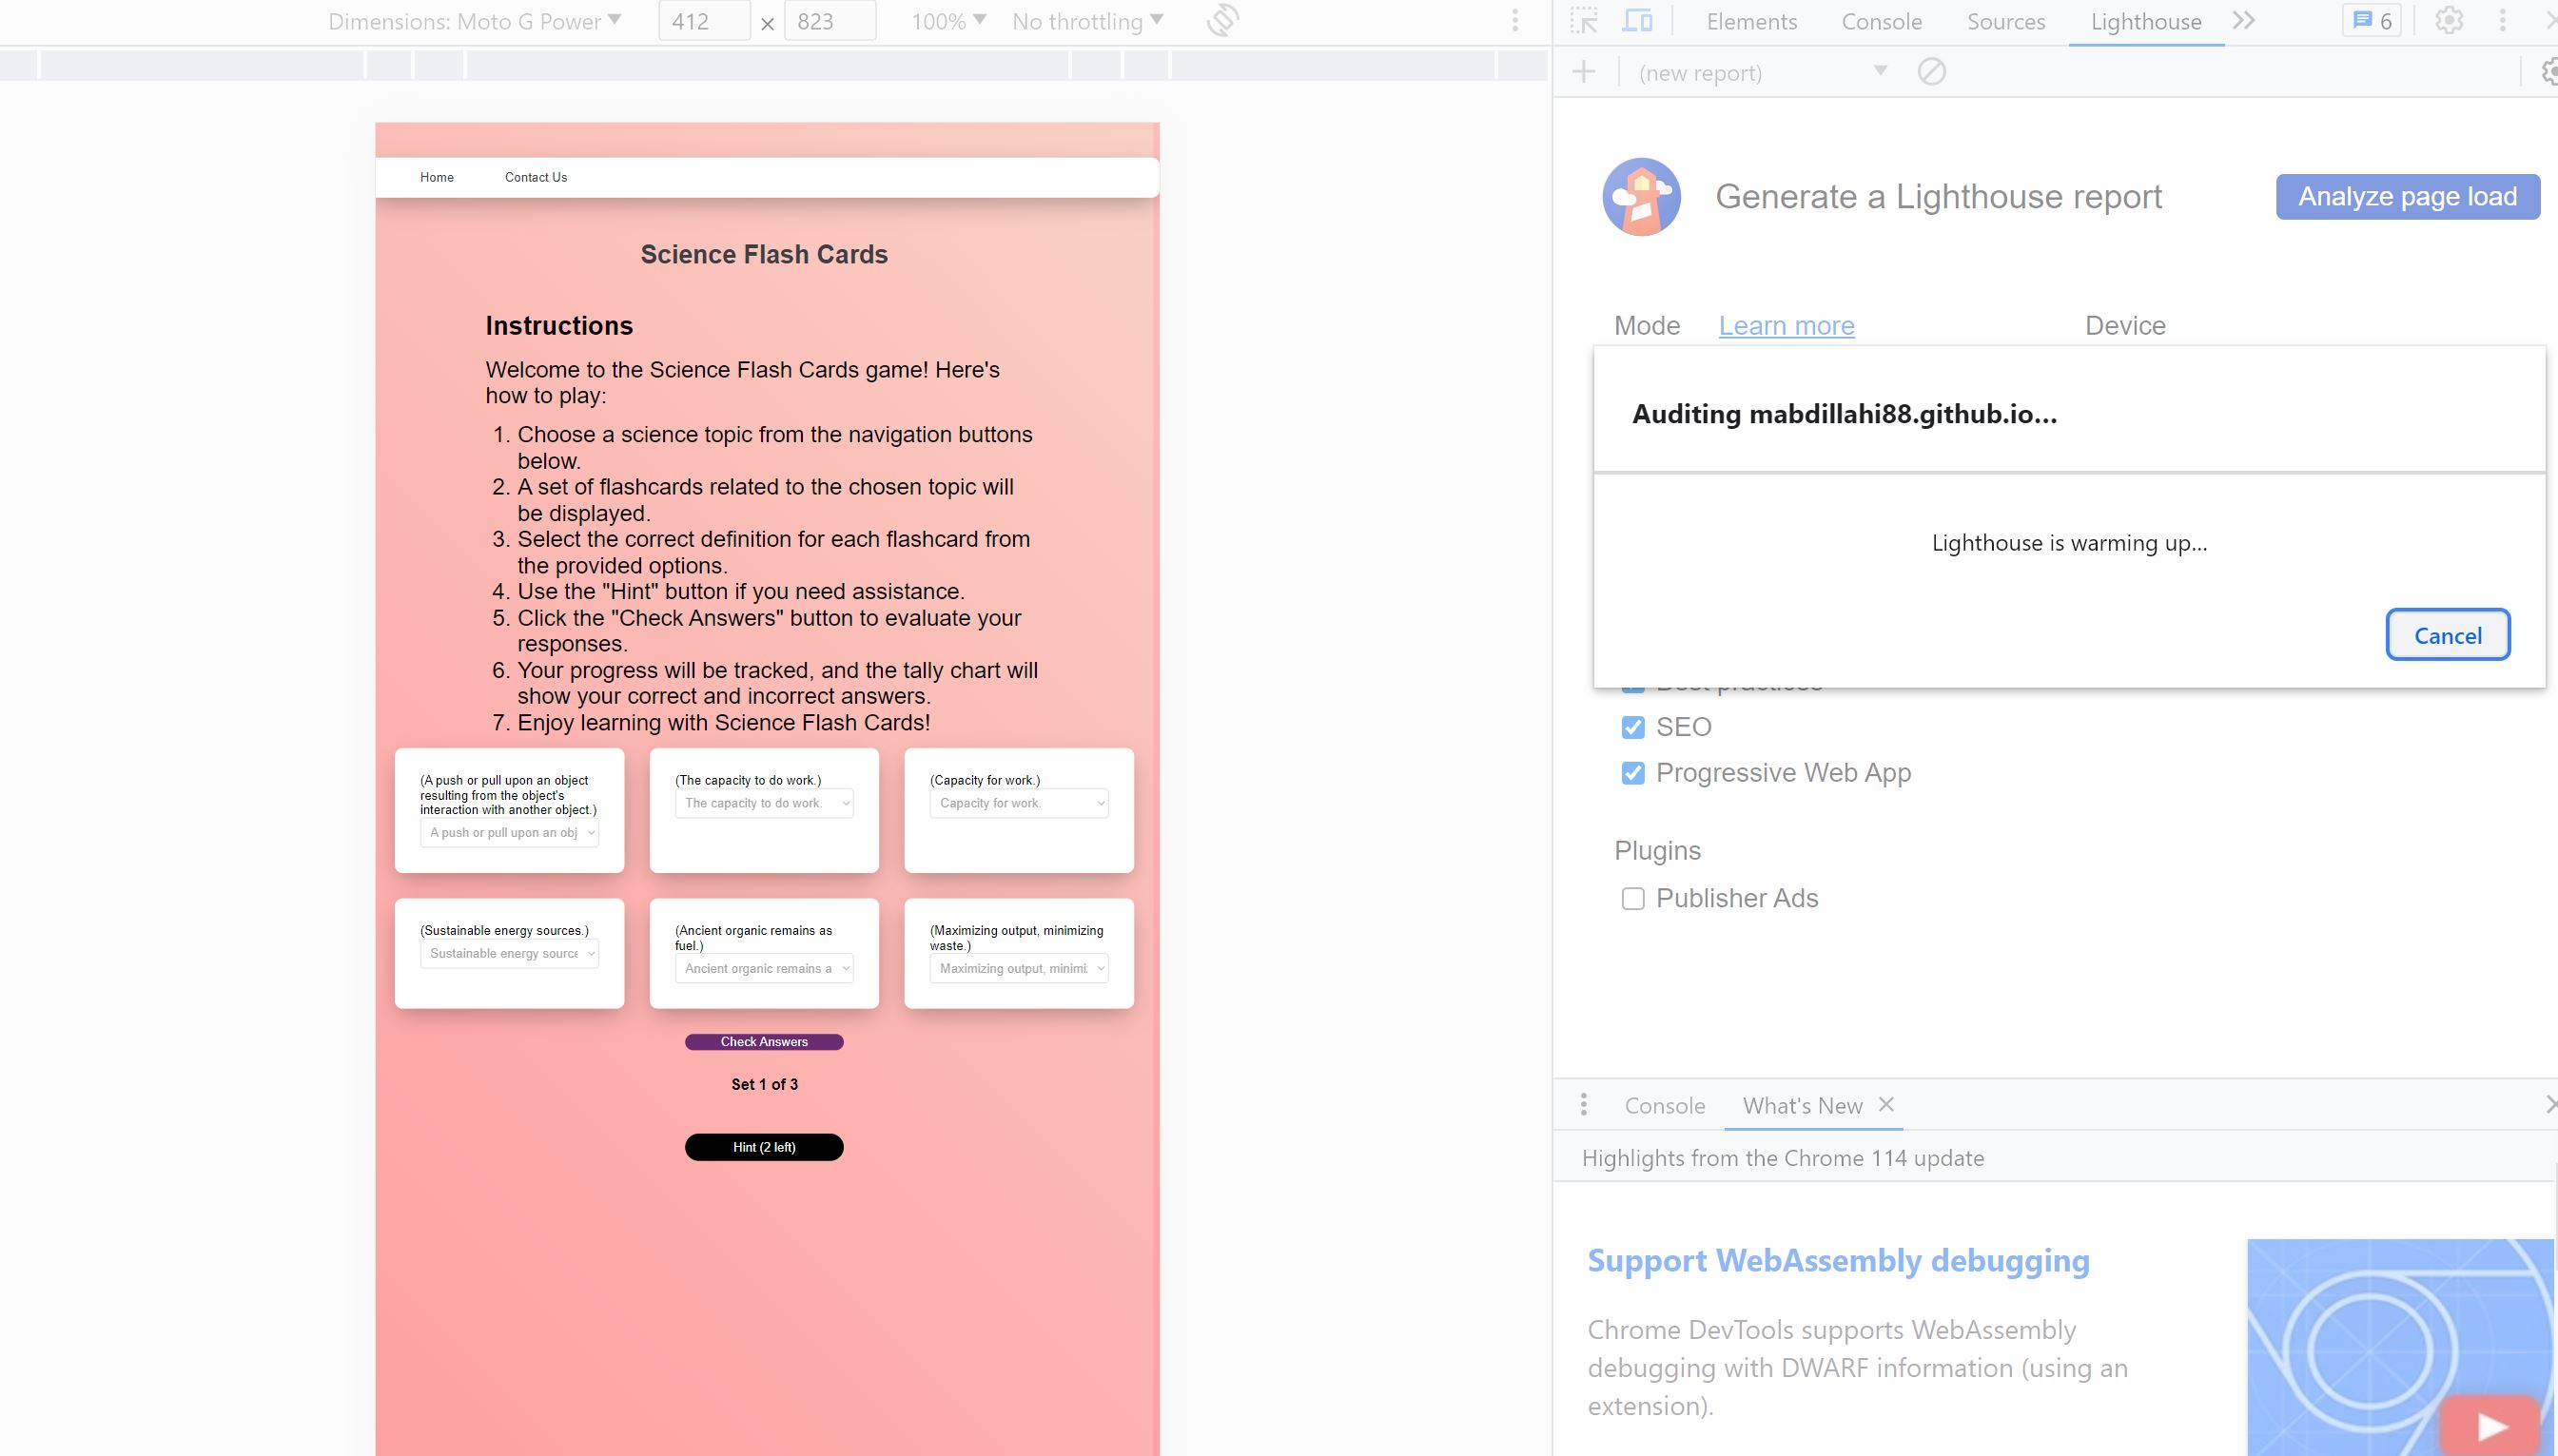 Dimensions: Moto G Power
412 × 823
100%
No throttling
Elements
Console
Sources
Lighthouse
6
(new report)
Home
Contact Us
Science Flash Cards
Instructions
Welcome to the Science Flash Cards game! Here's
how to play:
1. Choose a science topic from the navigation buttons
below.
2. A set of flashcards related to the chosen topic will
be displayed.
3. Select the correct definition for each flashcard from
the provided options.
4. Use the "Hint" button if you need assistance.
5. Click the "Check Answers" button to evaluate your
responses.
6. Your progress will be tracked, and the tally chart will
show your correct and incorrect answers.
7. Enjoy learning with Science Flash Cards!
(A push or pull upon an object
resulting from the object's
interaction with another object.)
A push or pull upon an obj
(The capacity to do work.)
The capacity to do work.
(Capacity for work.)
Capacity for work.
(Sustainable energy sources.)
Sustainable energy source
(Ancient organic remains as
fuel.)
Ancient organic remains a
(Maximizing output, minimizing
waste.)
Maximizing output, minimi
Check Answers
Set 1 of 3
Hint (2 left)
Generate a Lighthouse report
Analyze page load
Mode
Learn more
Device
Auditing mabdillahi88.github.io...
Lighthouse is warming up...
Cancel
Best practices
SEO
Progressive Web App
Plugins
Publisher Ads
Console
What's New
Highlights from the Chrome 114 update
Support WebAssembly debugging
Chrome DevTools supports WebAssembly
debugging with DWARF information (using an
extension).